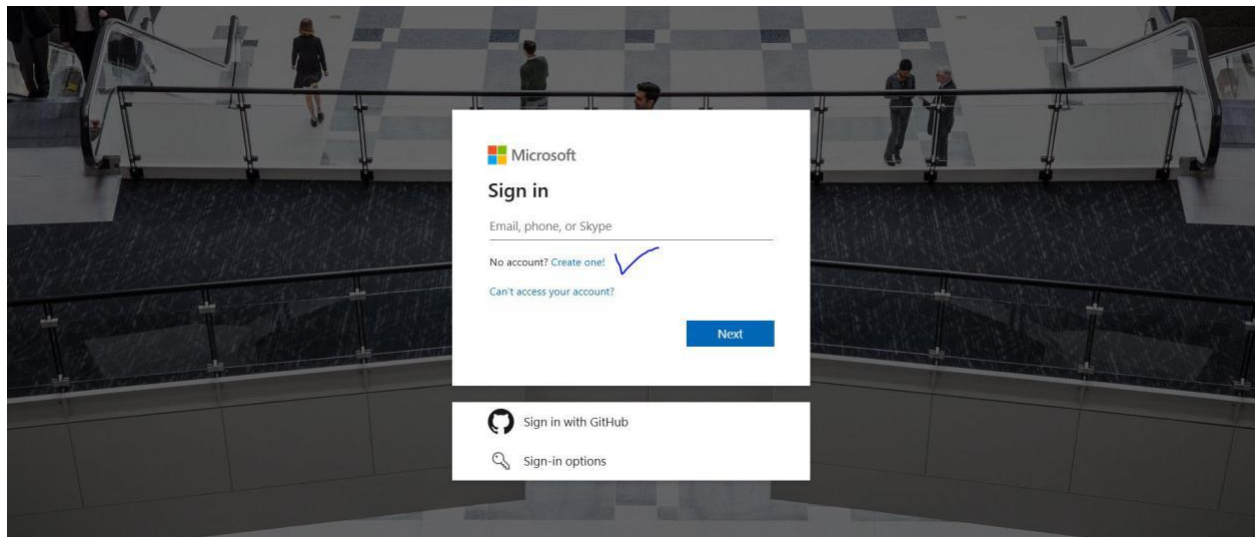 Microsoft
Sign in
Email, phone, or Skype
No account? Create one!
Can't access your account?
Next
Sign in with GitHub
Sign-in options